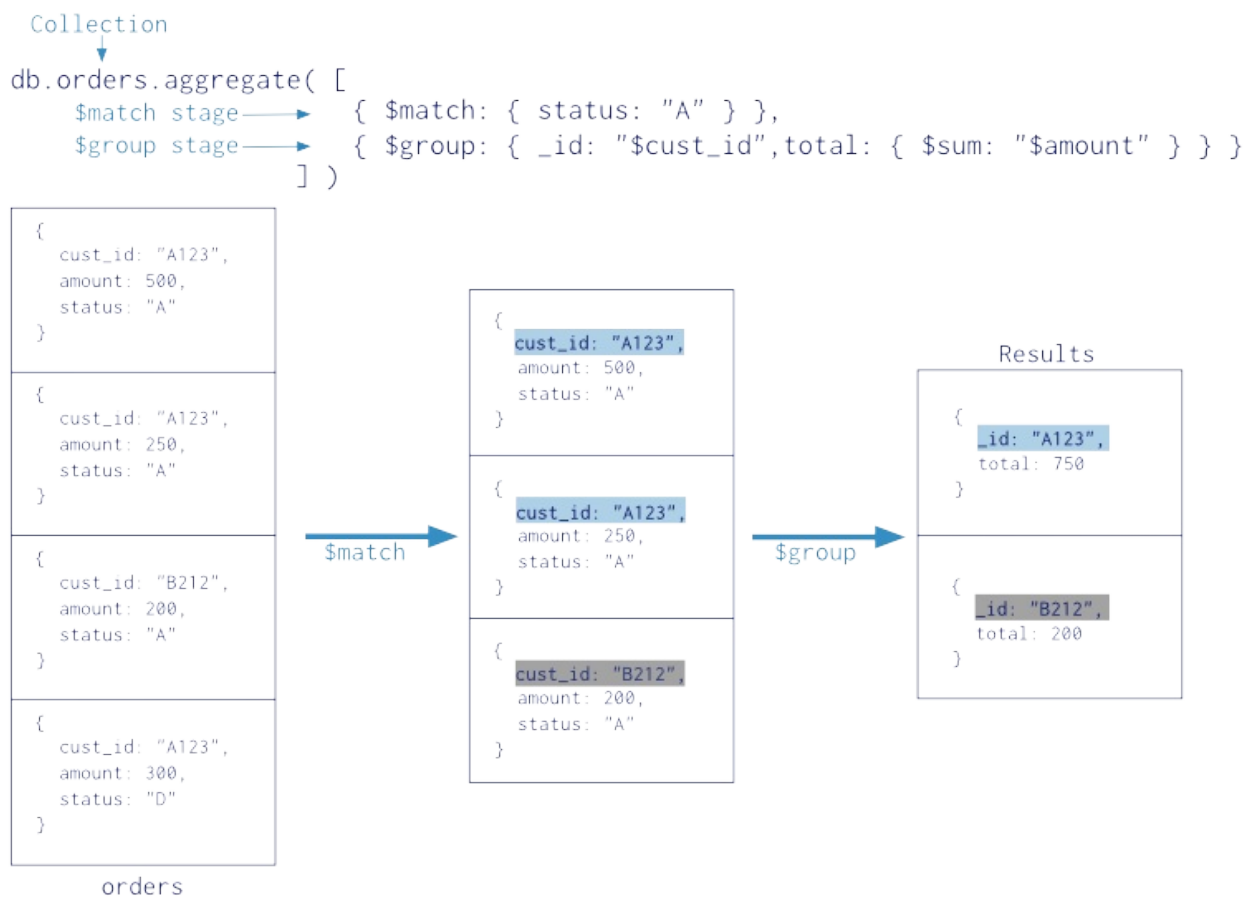 Collection
db.orders.aggregate( [
$match stage { $match: { status: "A" } },
$group stage { $group: { _id: "$cust_id",total: { $sum: "$amount" } } }
] )
{
cust_id: "A123",
amount: 500,
status: "A"
}
{
cust_id: "A123",
amount: 250,
status: "A"
}
{
cust_id: "B212",
amount: 200,
status: "A"
}
{
cust_id: "A123",
amount: 300,
status: "D"
}
orders
$match
{
cust_id: "A123",
amount: 500,
status: "A"
}
{
cust_id: "A123",
amount: 250,
status: "A"
}
{
cust_id: "B212",
amount: 200,
status: "A"
}
$group
Results
{
_id: "A123",
total: 750
}
{
_id: "B212",
total: 200
}